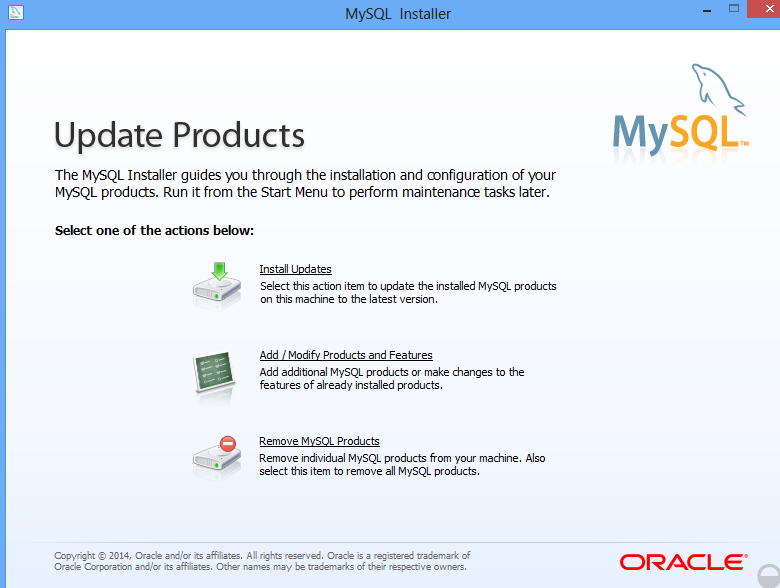 MySQL Installer
MySQL™
Update Products
The MySQL Installer guides you through the installation and configuration of your
MySQL products. Run it from the Start Menu to perform maintenance tasks later.
Select one of the actions below:
Install Updates
Select this action item to update the installed MySQL products
on this machine to the latest version.
Add / Modify Products and Features
Add additional MySQL products or make changes to the
features of already installed products.
Remove MySQL Products
Remove individual MySQL products from your machine. Also
select this item to remove all MySQL products.
Copyright © 2014, Oracle and/or its affiliates. All rights reserved. Oracle is a registered trademark of
Oracle Corporation and/or its affiliates. Other names may be trademarks of their respective owners.
ORACLE®